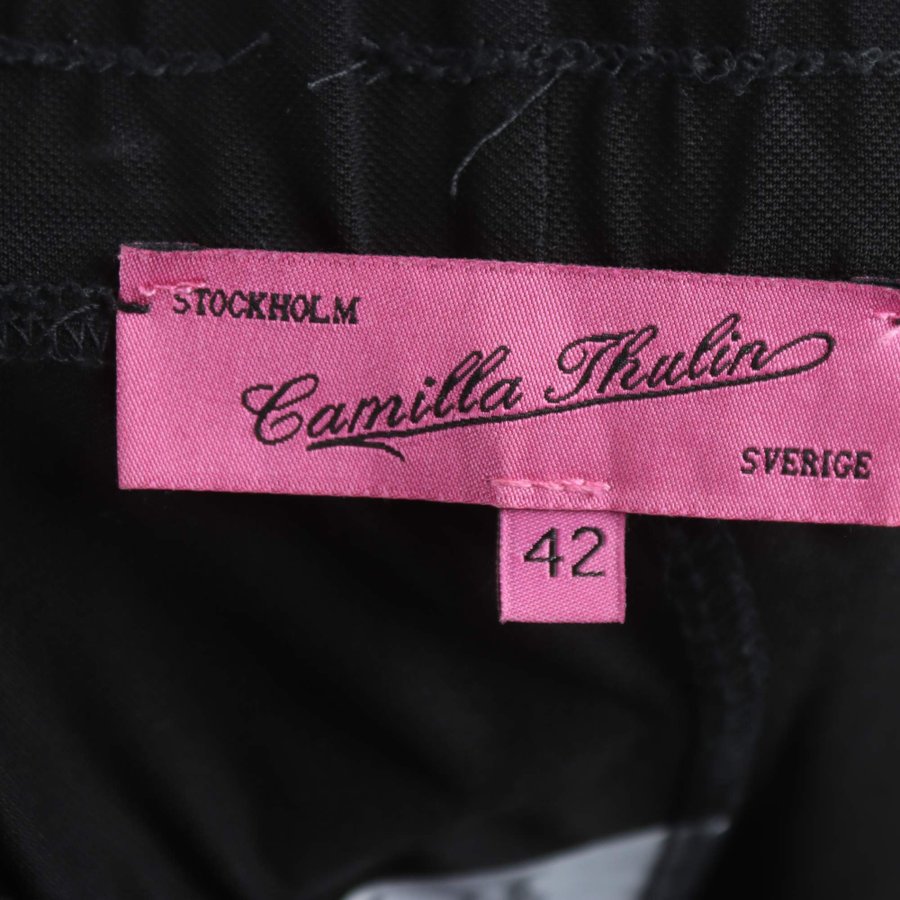 STOCKHOLM
Camilla Thulin
SVERIGE
42